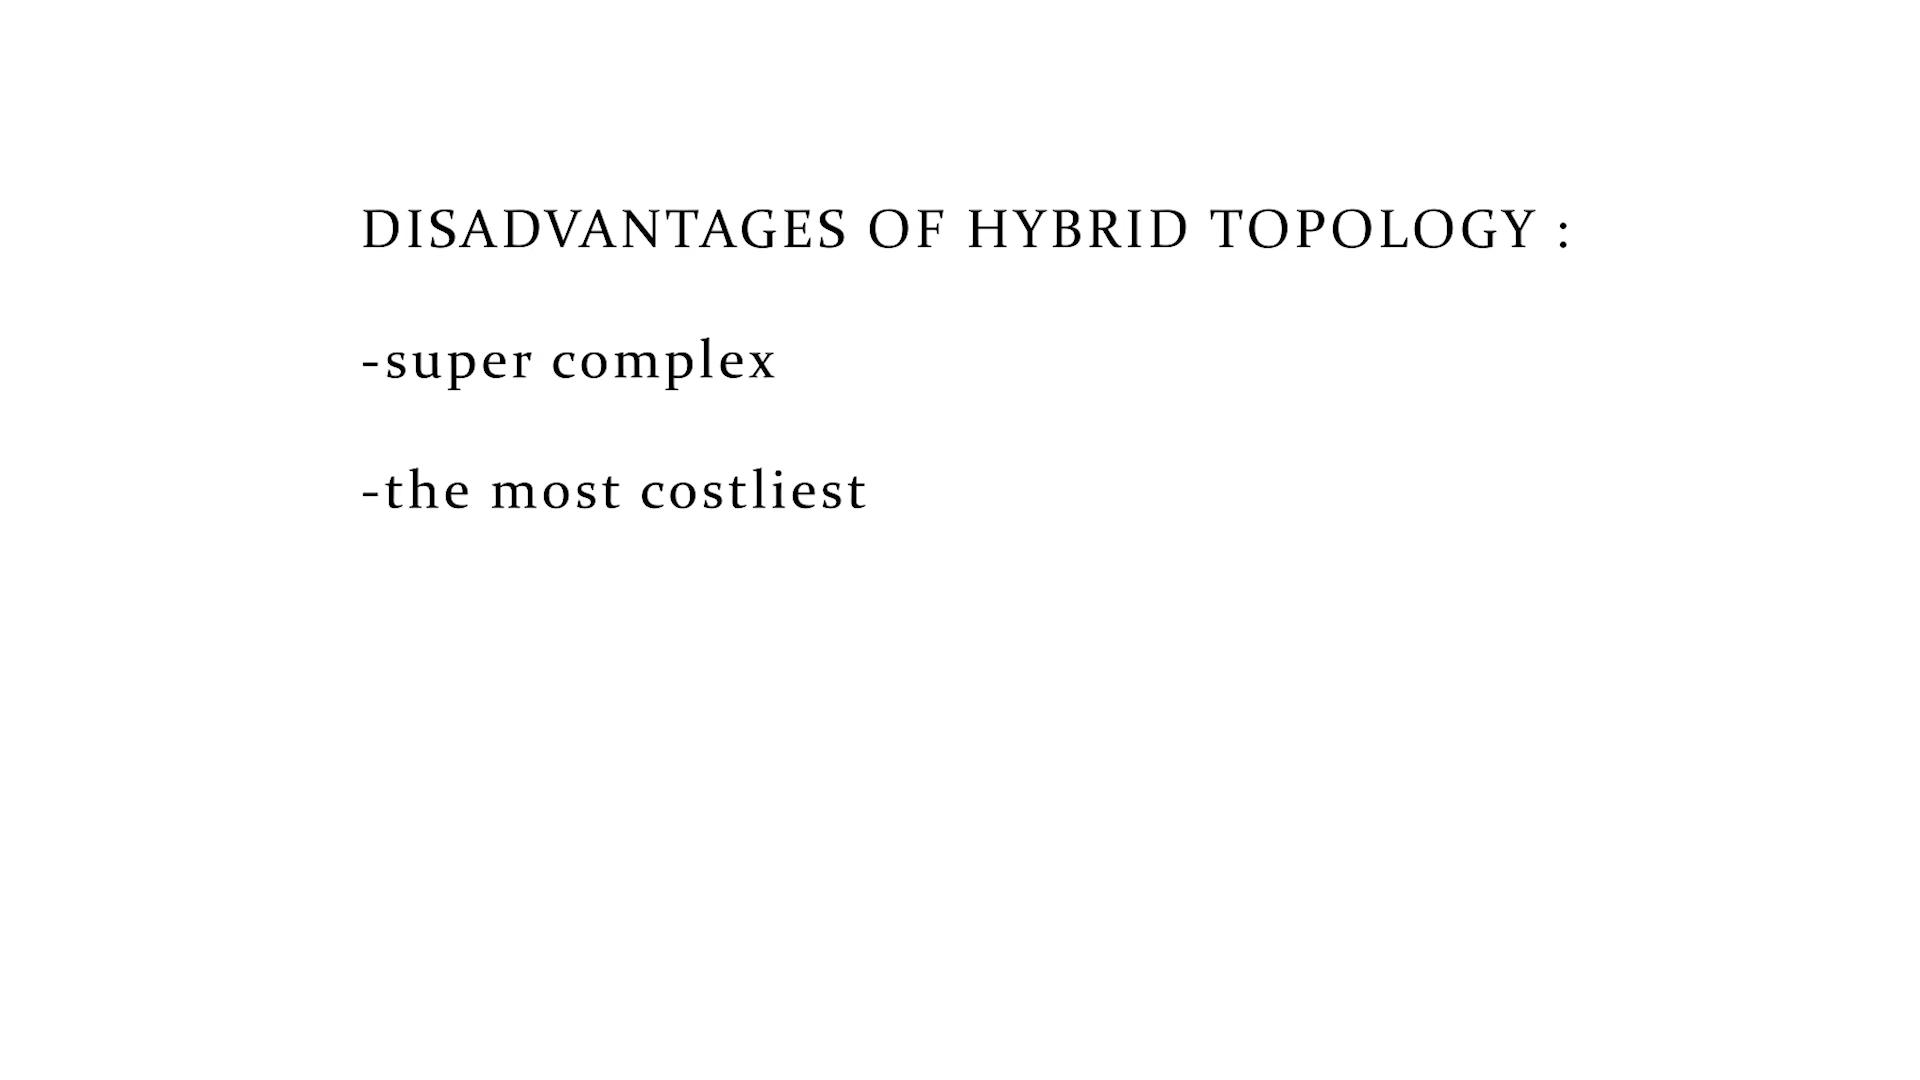 DISADVANTAGES OF HYBRID TOPOLOGY :
-super complex
-the most costliest